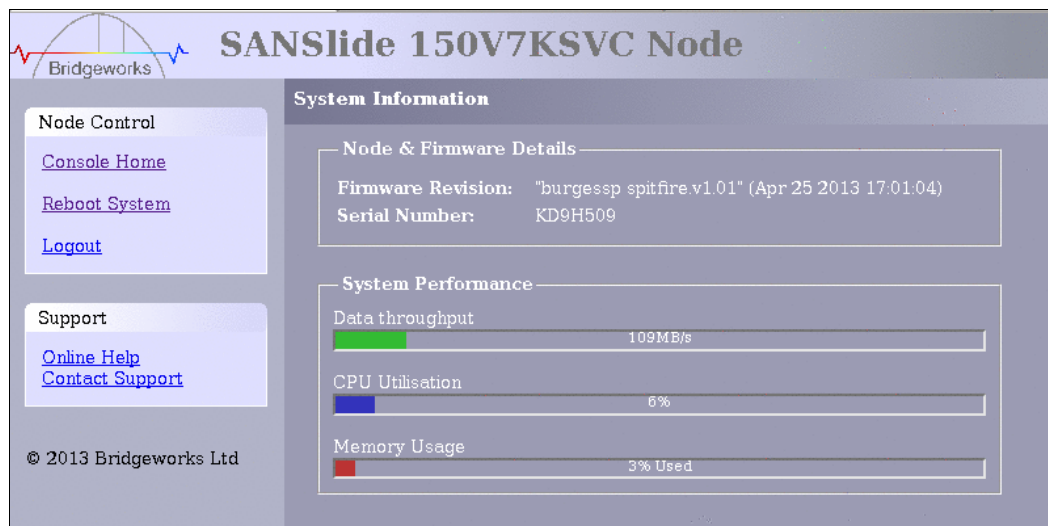 Bridgeworks
SANSlide 150V7KSVC Node
Node Control
Console Home
Reboot System
Logout
Support
Online Help
Contact Support
© 2013 Bridgeworks Ltd
System Information
Node & Firmware Details
Firmware Revision: "burgessp spitfire.v1.01" (Apr 25 2013 17:01:04)
Serial Number: KD9H509
System Performance
Data throughput
109MB/s
CPU Utilisation
6%
Memory Usage
3% Used